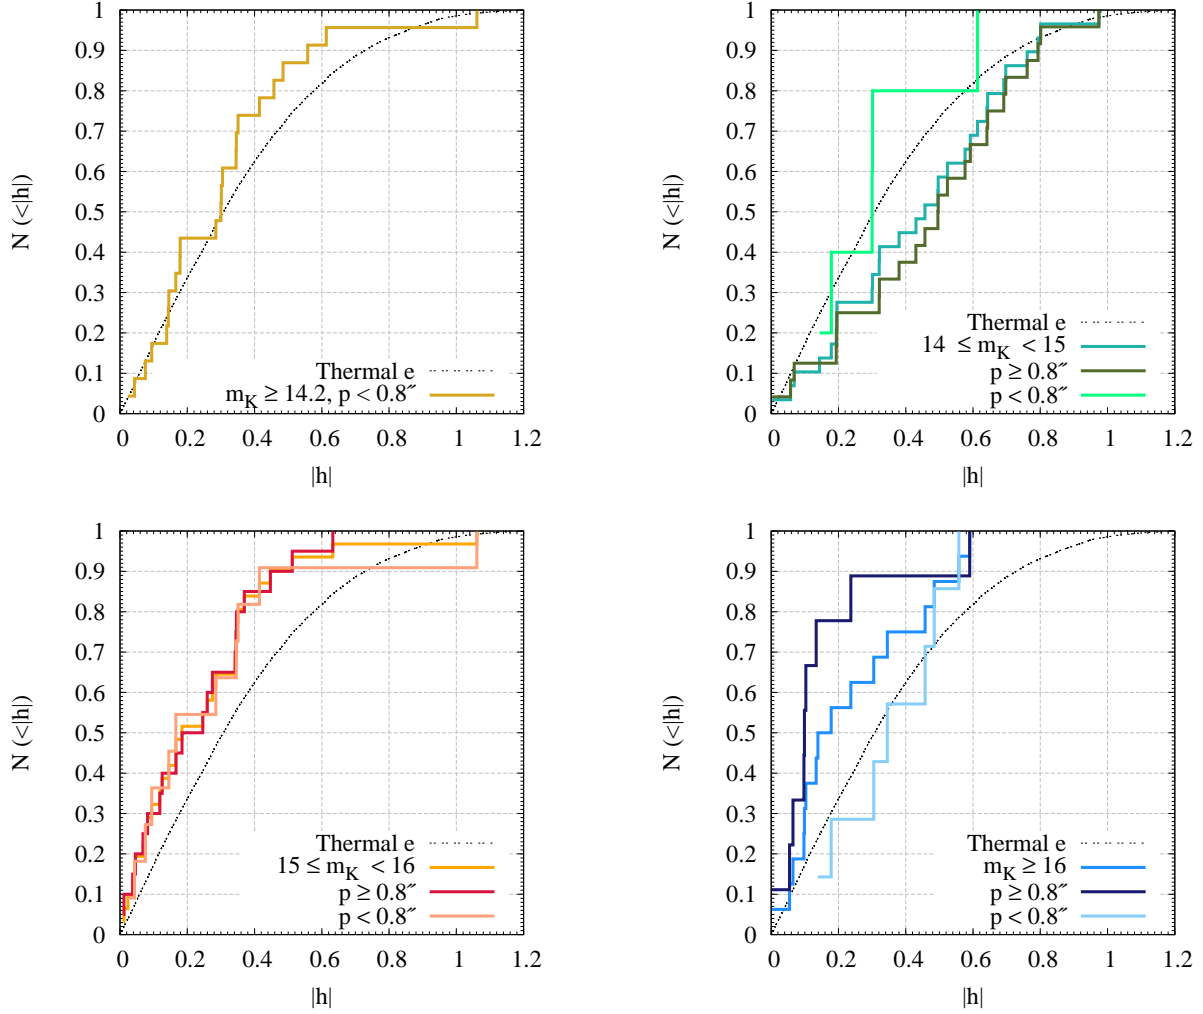 1
0.9
0.8
0.7
0.6
0.5
0.4
0.3
0.2
0.1
0
N (<|h|)
Thermal e
m_K ≥ 14.2, p < 0.8″
0 0.2 0.4 0.6 0.8 1 1.2
|h|
1
0.9
0.8
0.7
0.6
0.5
0.4
0.3
0.2
0.1
0
N (<|h|)
Thermal e
14 ≤ m_K < 15
p ≥ 0.8″
p < 0.8″
0 0.2 0.4 0.6 0.8 1 1.2
|h|
1
0.9
0.8
0.7
0.6
0.5
0.4
0.3
0.2
0.1
0
N (<|h|)
Thermal e
15 ≤ m_K < 16
p ≥ 0.8″
p < 0.8″
0 0.2 0.4 0.6 0.8 1 1.2
|h|
1
0.9
0.8
0.7
0.6
0.5
0.4
0.3
0.2
0.1
0
N (<|h|)
Thermal e
m_K ≥ 16
p ≥ 0.8″
p < 0.8″
0 0.2 0.4 0.6 0.8 1 1.2
|h|